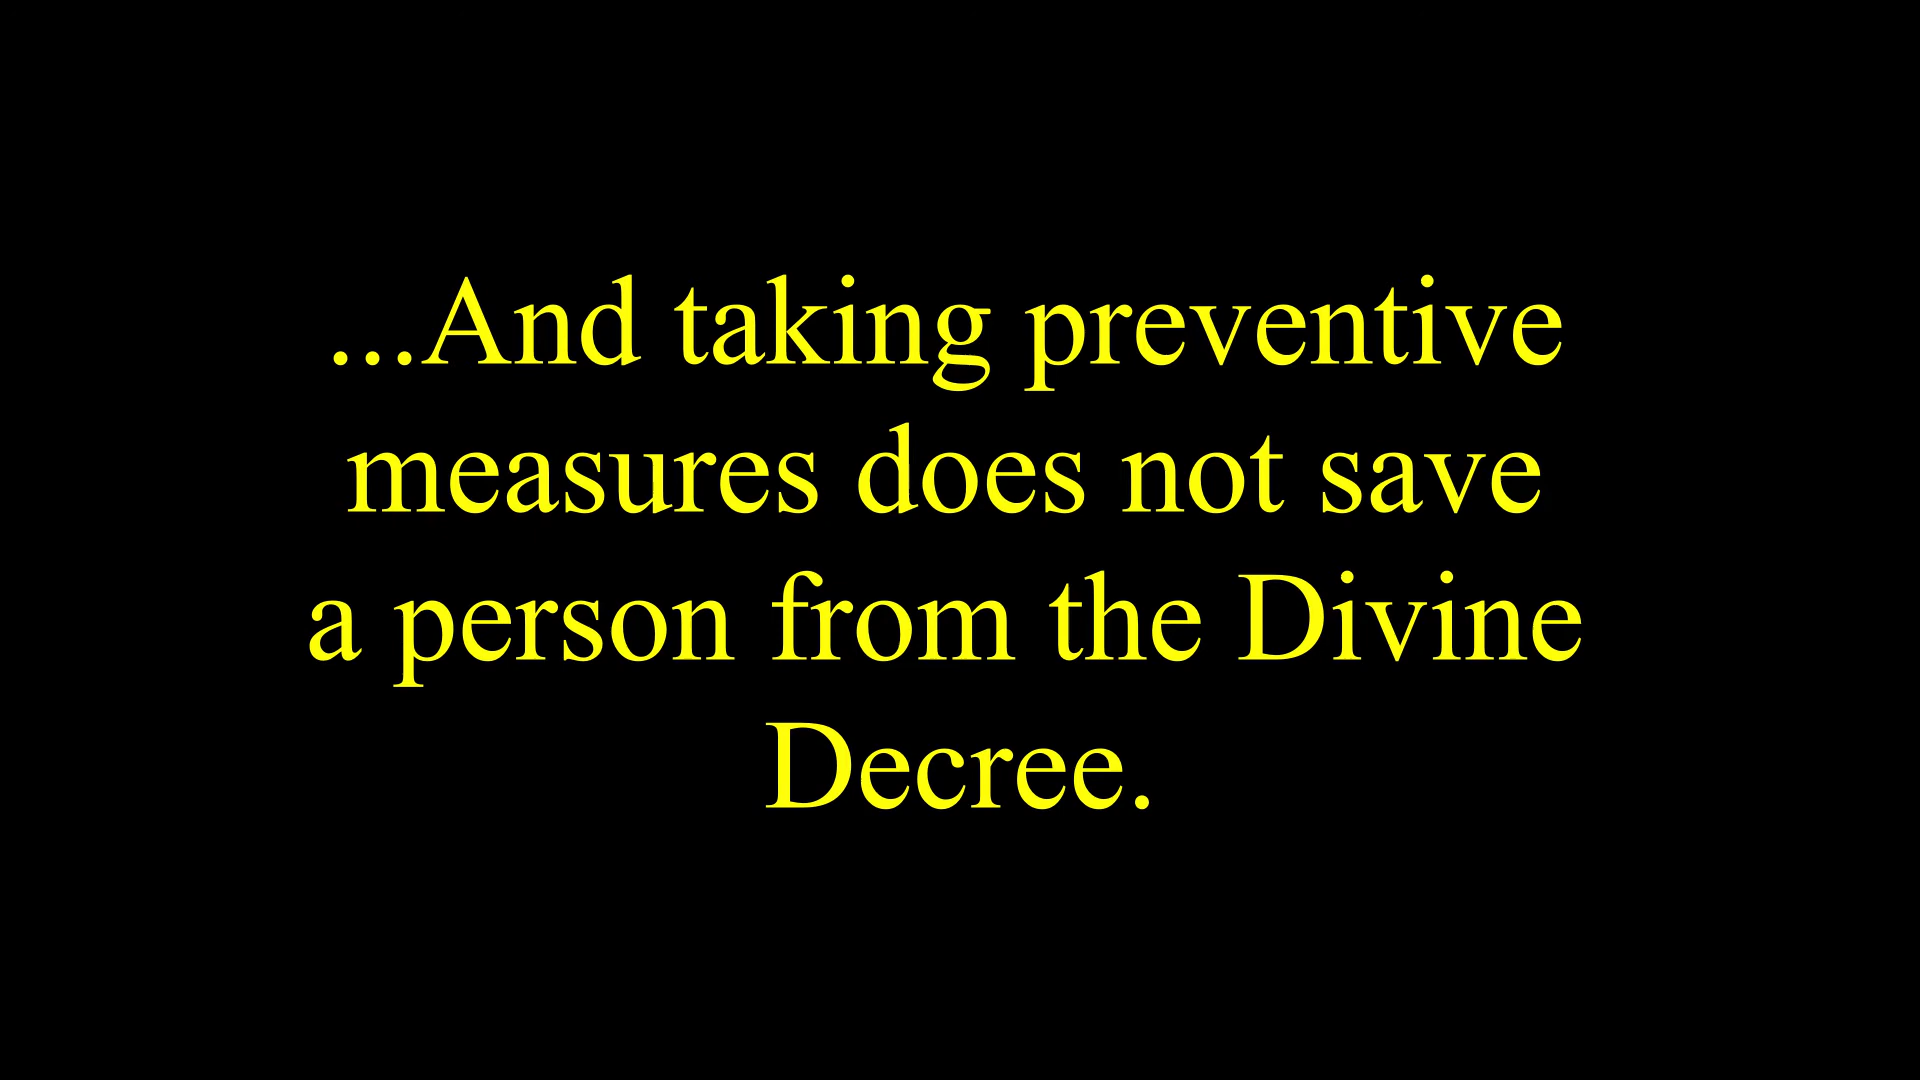 ...And taking preventive
measures does not save
a person from the Divine
Decree.